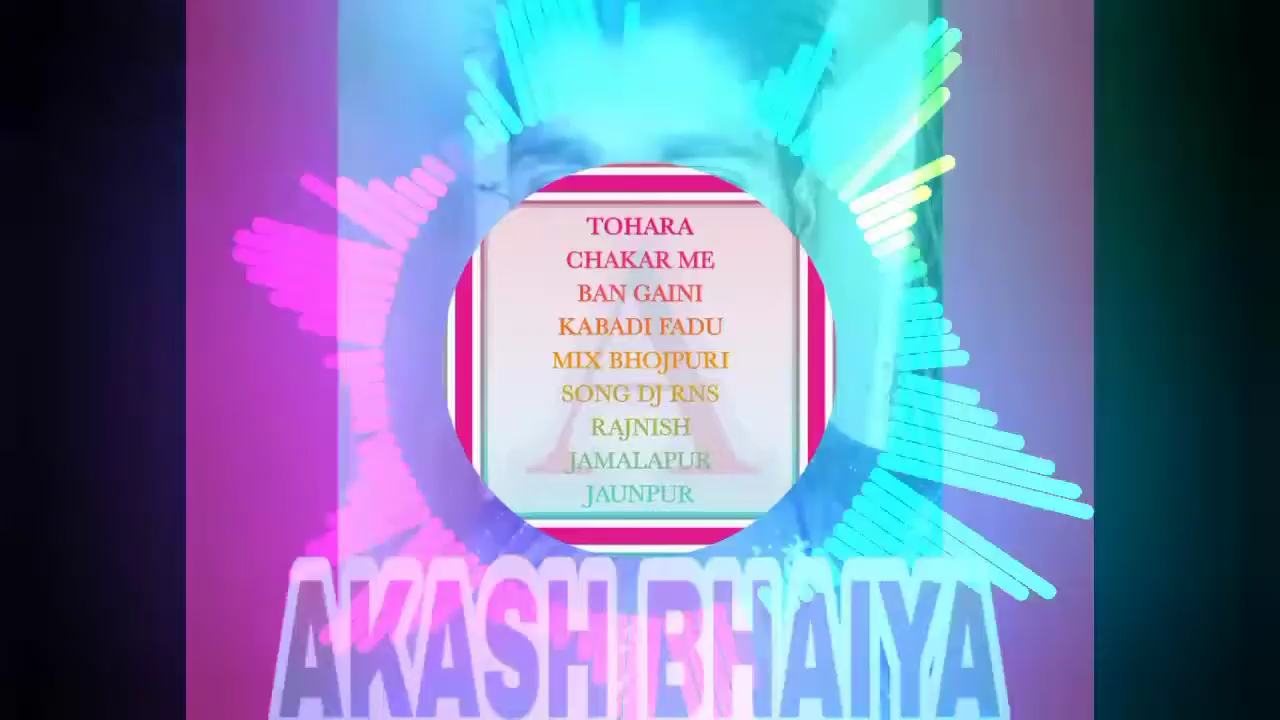 TOHARA
CHAKAR ME
BAN GAINI
KABADI FADU
MIX BHOJPURI
SONG DJ RNS
RAJNISH
JAMALAPUR
JAUNPUR
AKASH BHAIYA